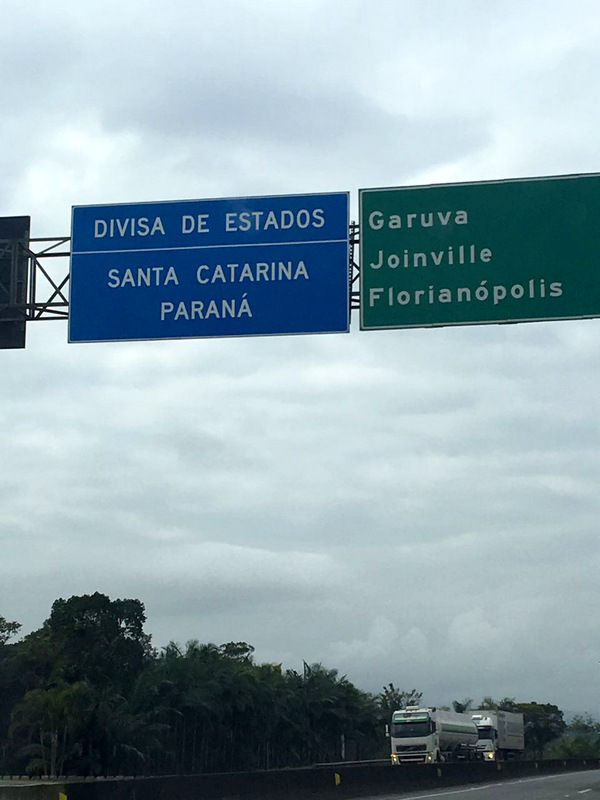 DIVISA DE ESTADOS
SANTA CATARINA
PARANÁ
Garuva
Joinville
Florianópolis